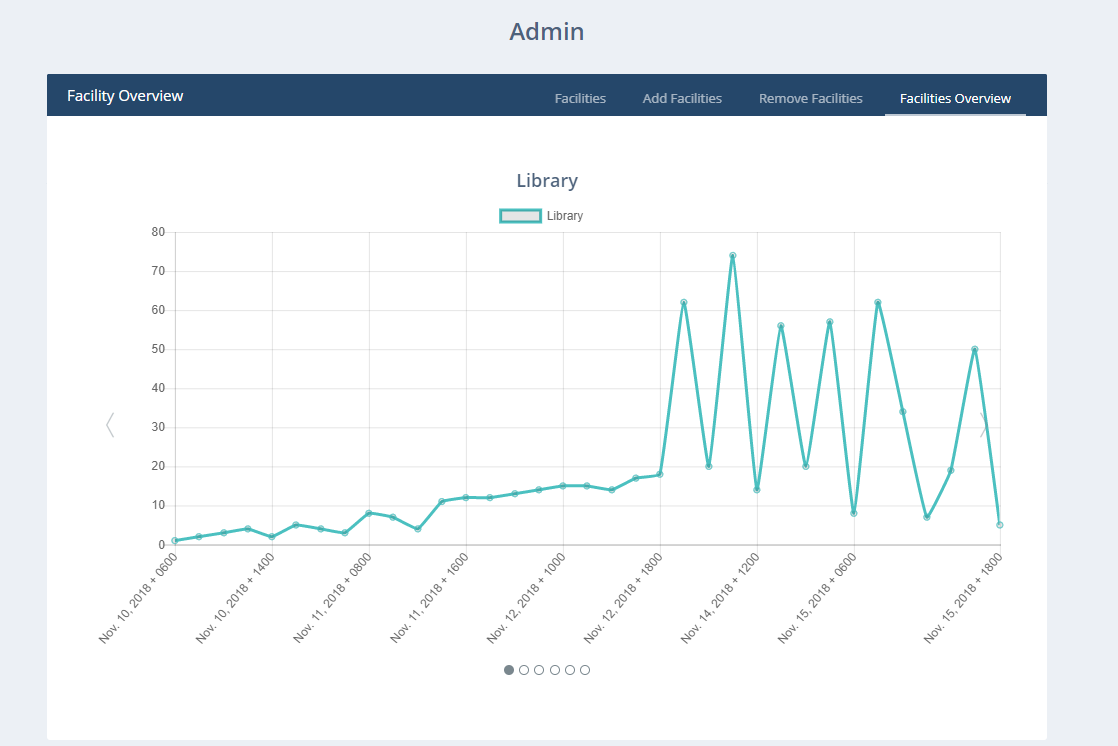 Admin
Facility Overview Facilities Add Facilities Remove Facilities Facilities Overview
Library
Library
80
70
60
50
40
30
20
10
0
Nov. 10, 2018 + 0600 Nov. 10, 2018 + 1400 Nov. 11, 2018 + 0800 Nov. 11, 2018 + 1600 Nov. 12, 2018 + 1000 Nov. 12, 2018 + 1800 Nov. 14, 2018 + 1200 Nov. 15, 2018 + 0600 Nov. 15, 2018 + 1800